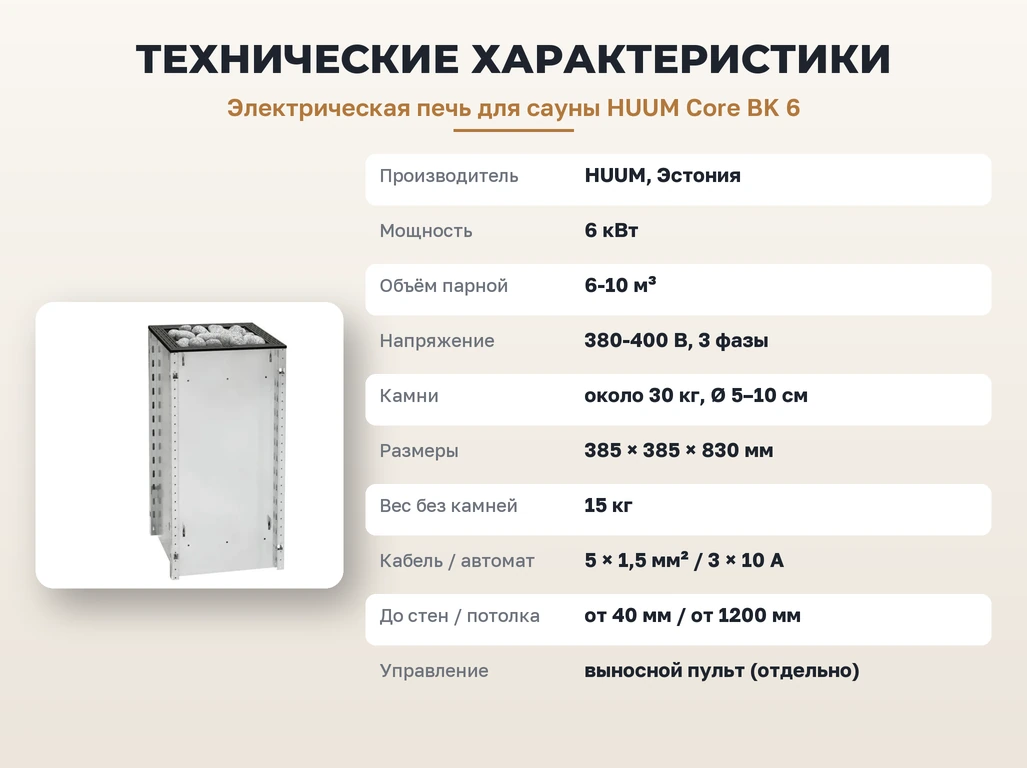 ТЕХНИЧЕСКИЕ ХАРАКТЕРИСТИКИ
Электрическая печь для сауны HUUM Core BK 6
Производитель HUUM, Эстония
Мощность 6 кВт
Объём парной 6-10 м³
Напряжение 380-400 В, 3 фазы
Камни около 30 кг, Ø 5–10 см
Размеры 385 × 385 × 830 мм
Вес без камней 15 кг
Кабель / автомат 5 × 1,5 мм² / 3 × 10 А
До стен / потолка от 40 мм / от 1200 мм
Управление выносной пульт (отдельно)